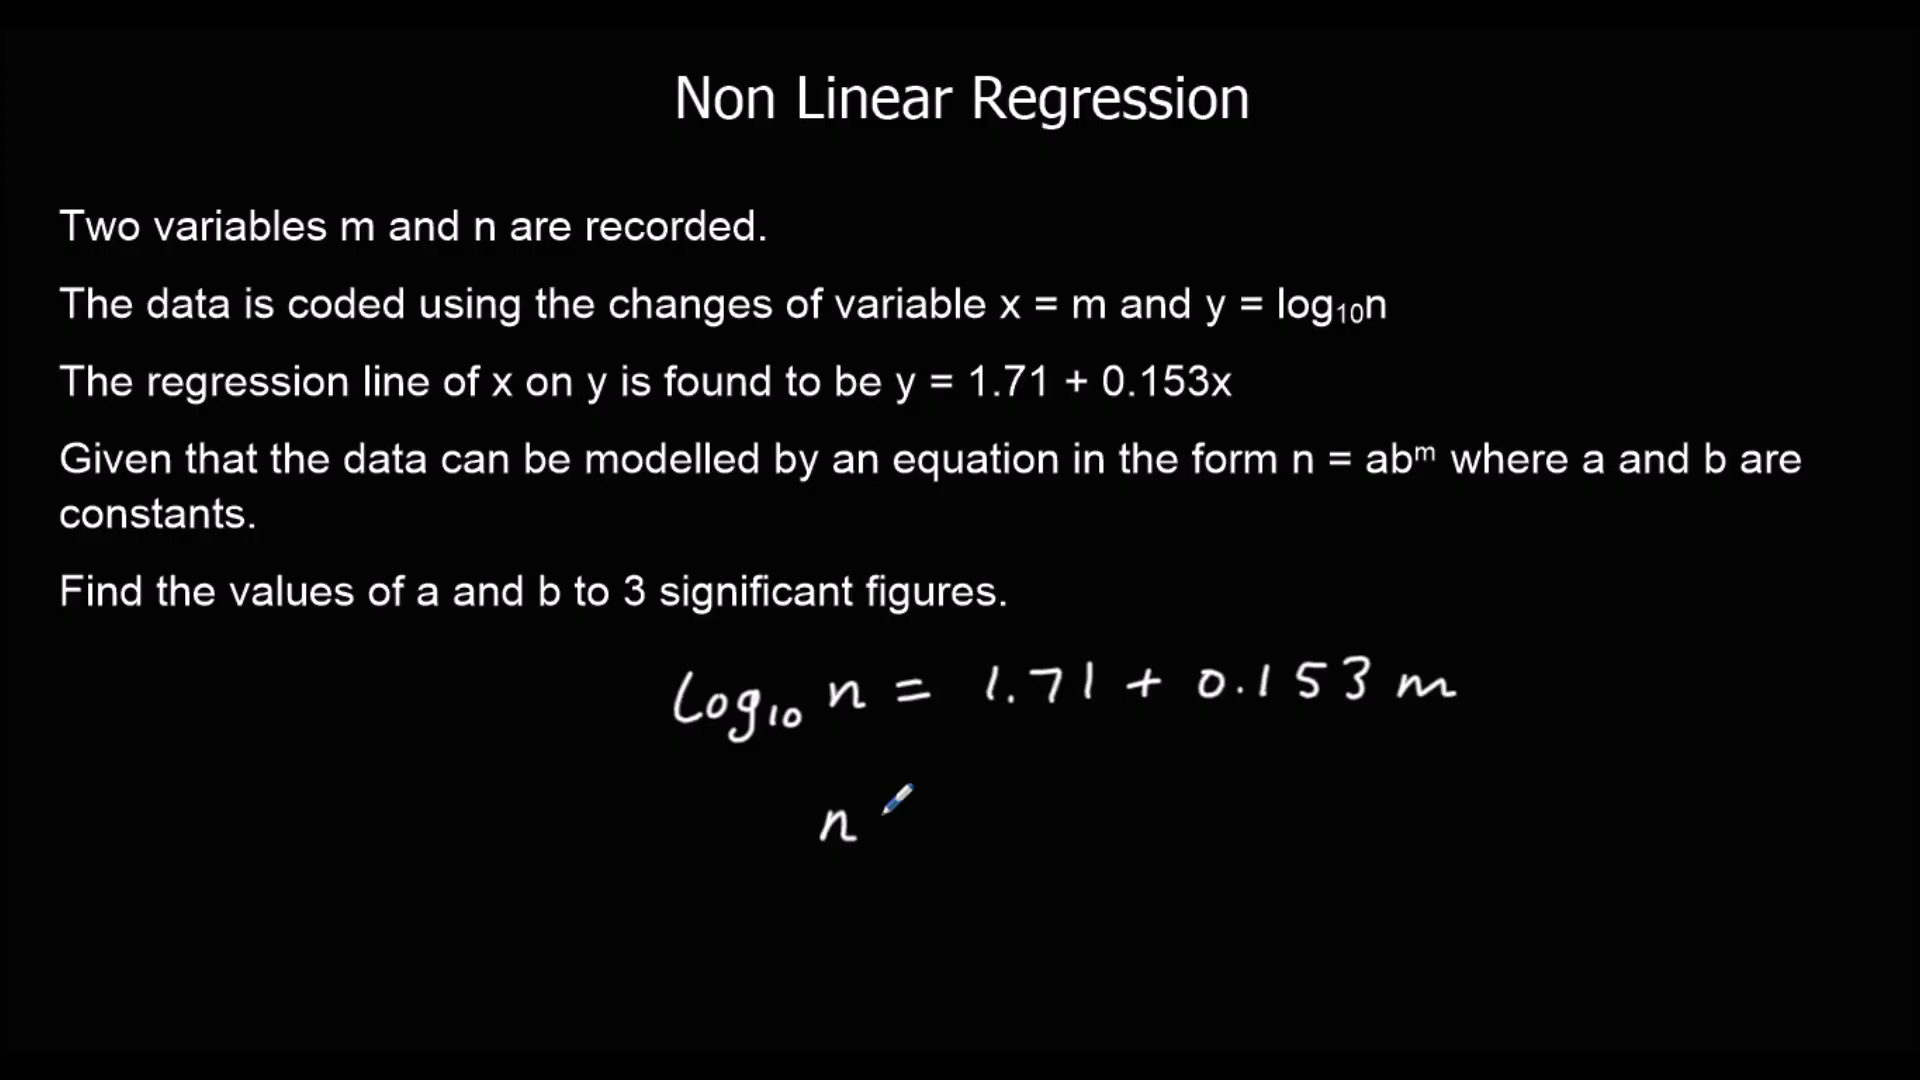 Non Linear Regression
Two variables m and n are recorded.
The data is coded using the changes of variable x = m and y = log₁₀n
The regression line of x on y is found to be y = 1.71 + 0.153x
Given that the data can be modelled by an equation in the form n = abᵐ where a and b are
constants.
Find the values of a and b to 3 significant figures.
log₁₀ n = 1.71 + 0.153 m
n